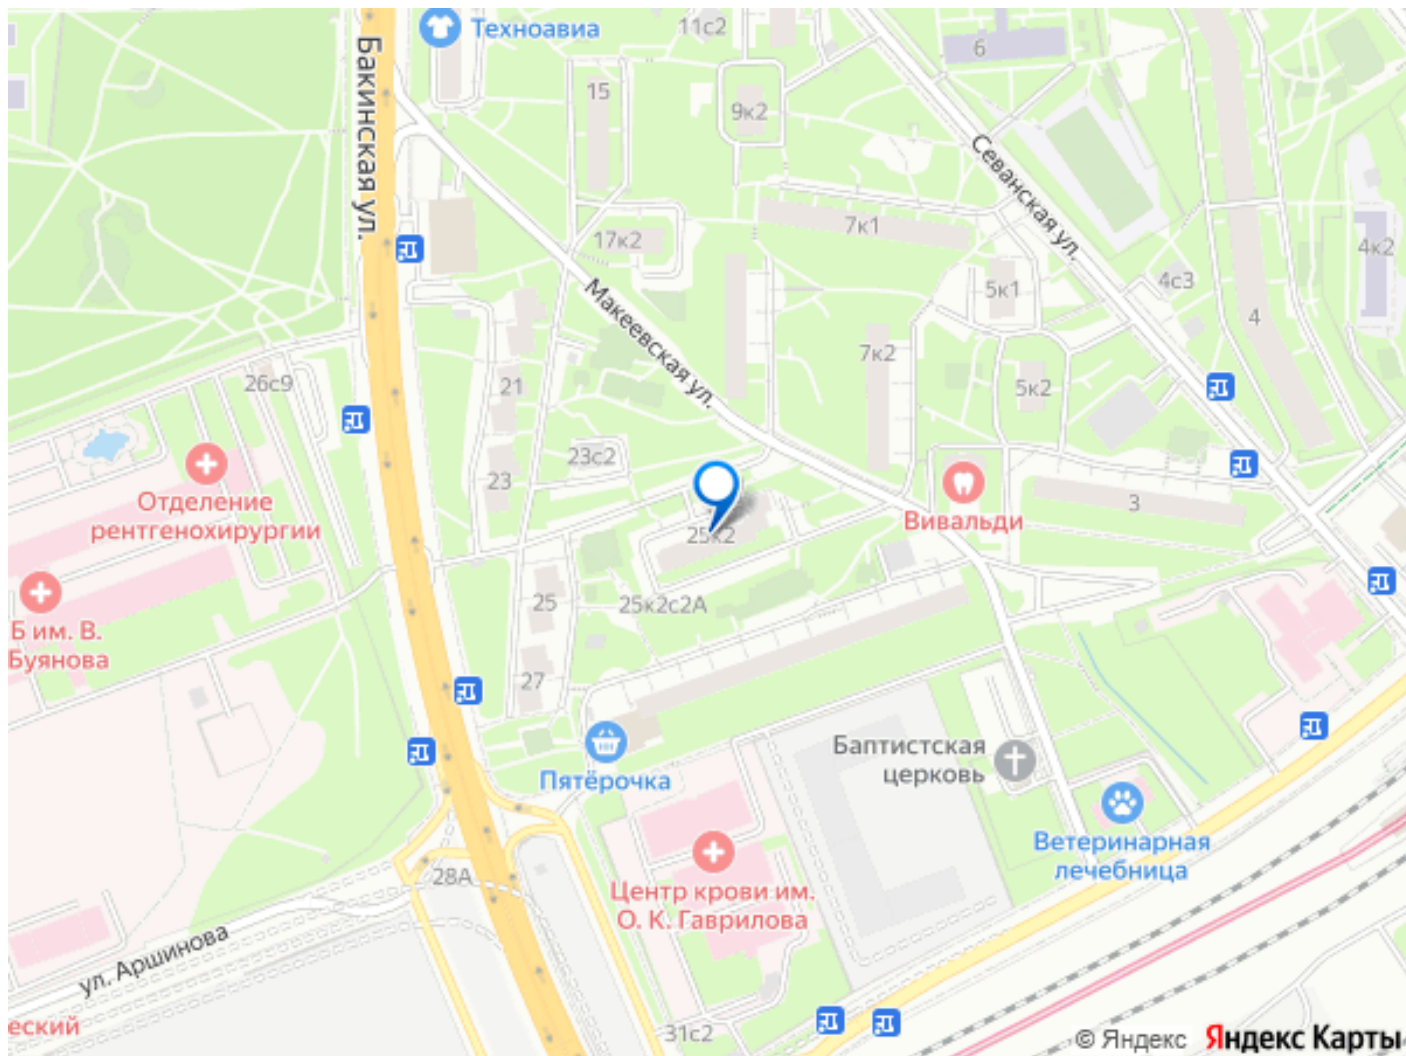 Техноавиа
11с2
6
Бакинская ул.
15
9к2
Севанская ул.
17к2
7к1
4к2
4с3
5к1
Макеевская ул.
4
7к2
26с9
21
5к2
23с2
23
Отделение
рентгенохирургии
Вивальди
3
25к2
25
25к2с2А
Б им. В.
Буянова
27
Баптистская
церковь
Пятёрочка
Ветеринарная
лечебница
28А
Центр крови им.
О. К. Гаврилова
ул. Аршинова
еский
31с2
© Яндекс Яндекс Карты